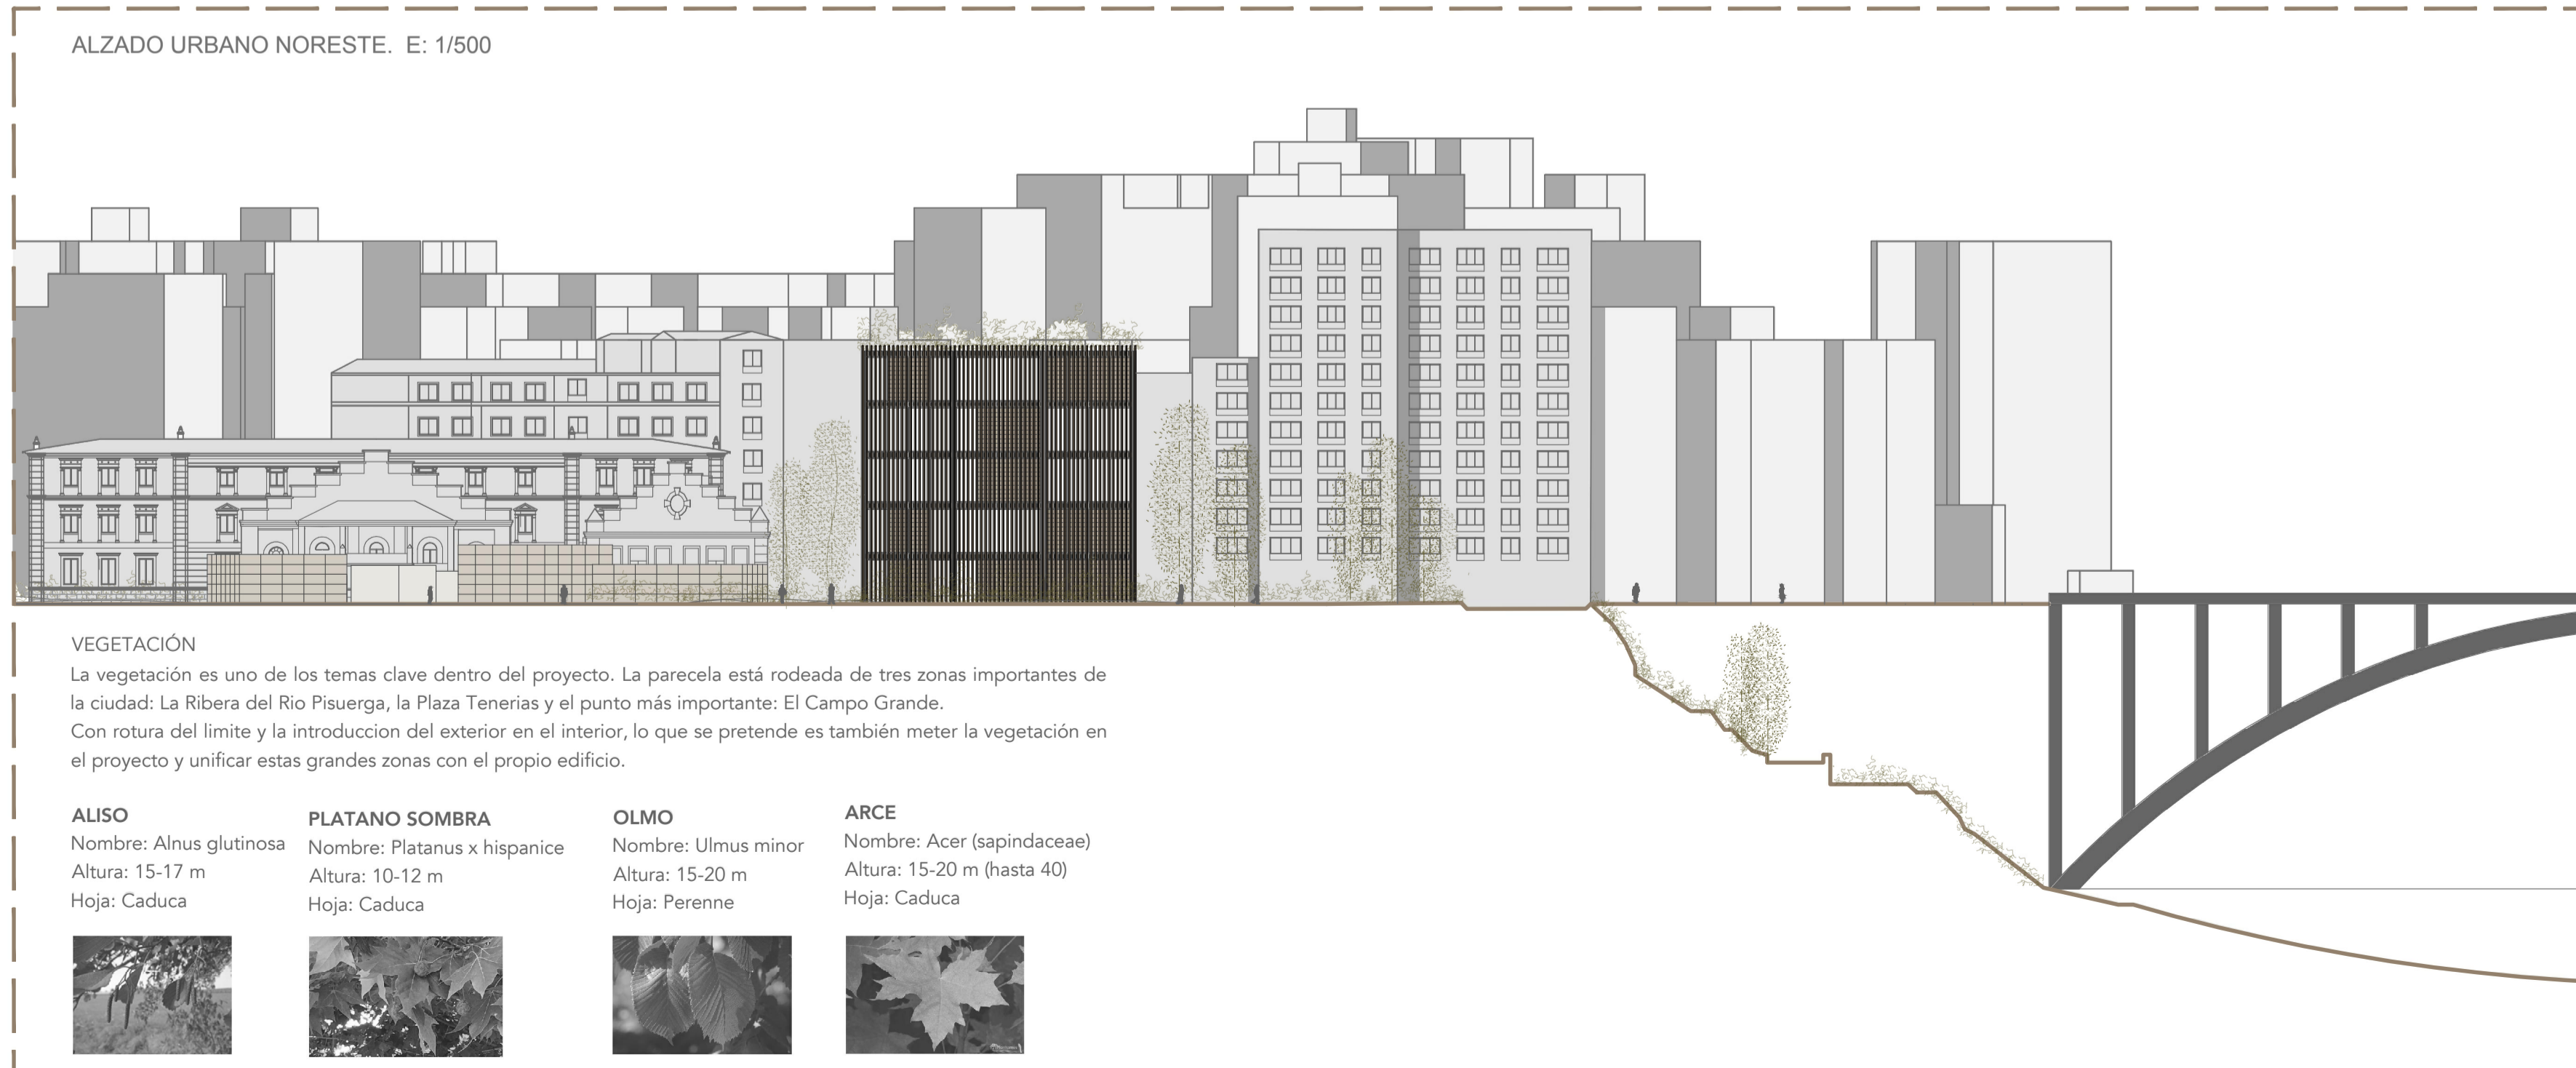 ALZADO URBANO NORESTE. E: 1/500
VEGETACIÓN
La vegetación es uno de los temas clave dentro del proyecto. La parecela está rodeada de tres zonas importantes de
la ciudad: La Ribera del Rio Pisuerga, la Plaza Tenerias y el punto más importante: El Campo Grande.
Con rotura del limite y la introduccion del exterior en el interior, lo que se pretende es también meter la vegetación en
el proyecto y unificar estas grandes zonas con el propio edificio.
ALISO
Nombre: Alnus glutinosa
Altura: 15-17 m
Hoja: Caduca
PLATANO SOMBRA
Nombre: Platanus x hispanice
Altura: 10-12 m
Hoja: Caduca
OLMO
Nombre: Ulmus minor
Altura: 15-20 m
Hoja: Perenne
ARCE
Nombre: Acer (sapindaceae)
Altura: 15-20 m (hasta 40)
Hoja: Caduca